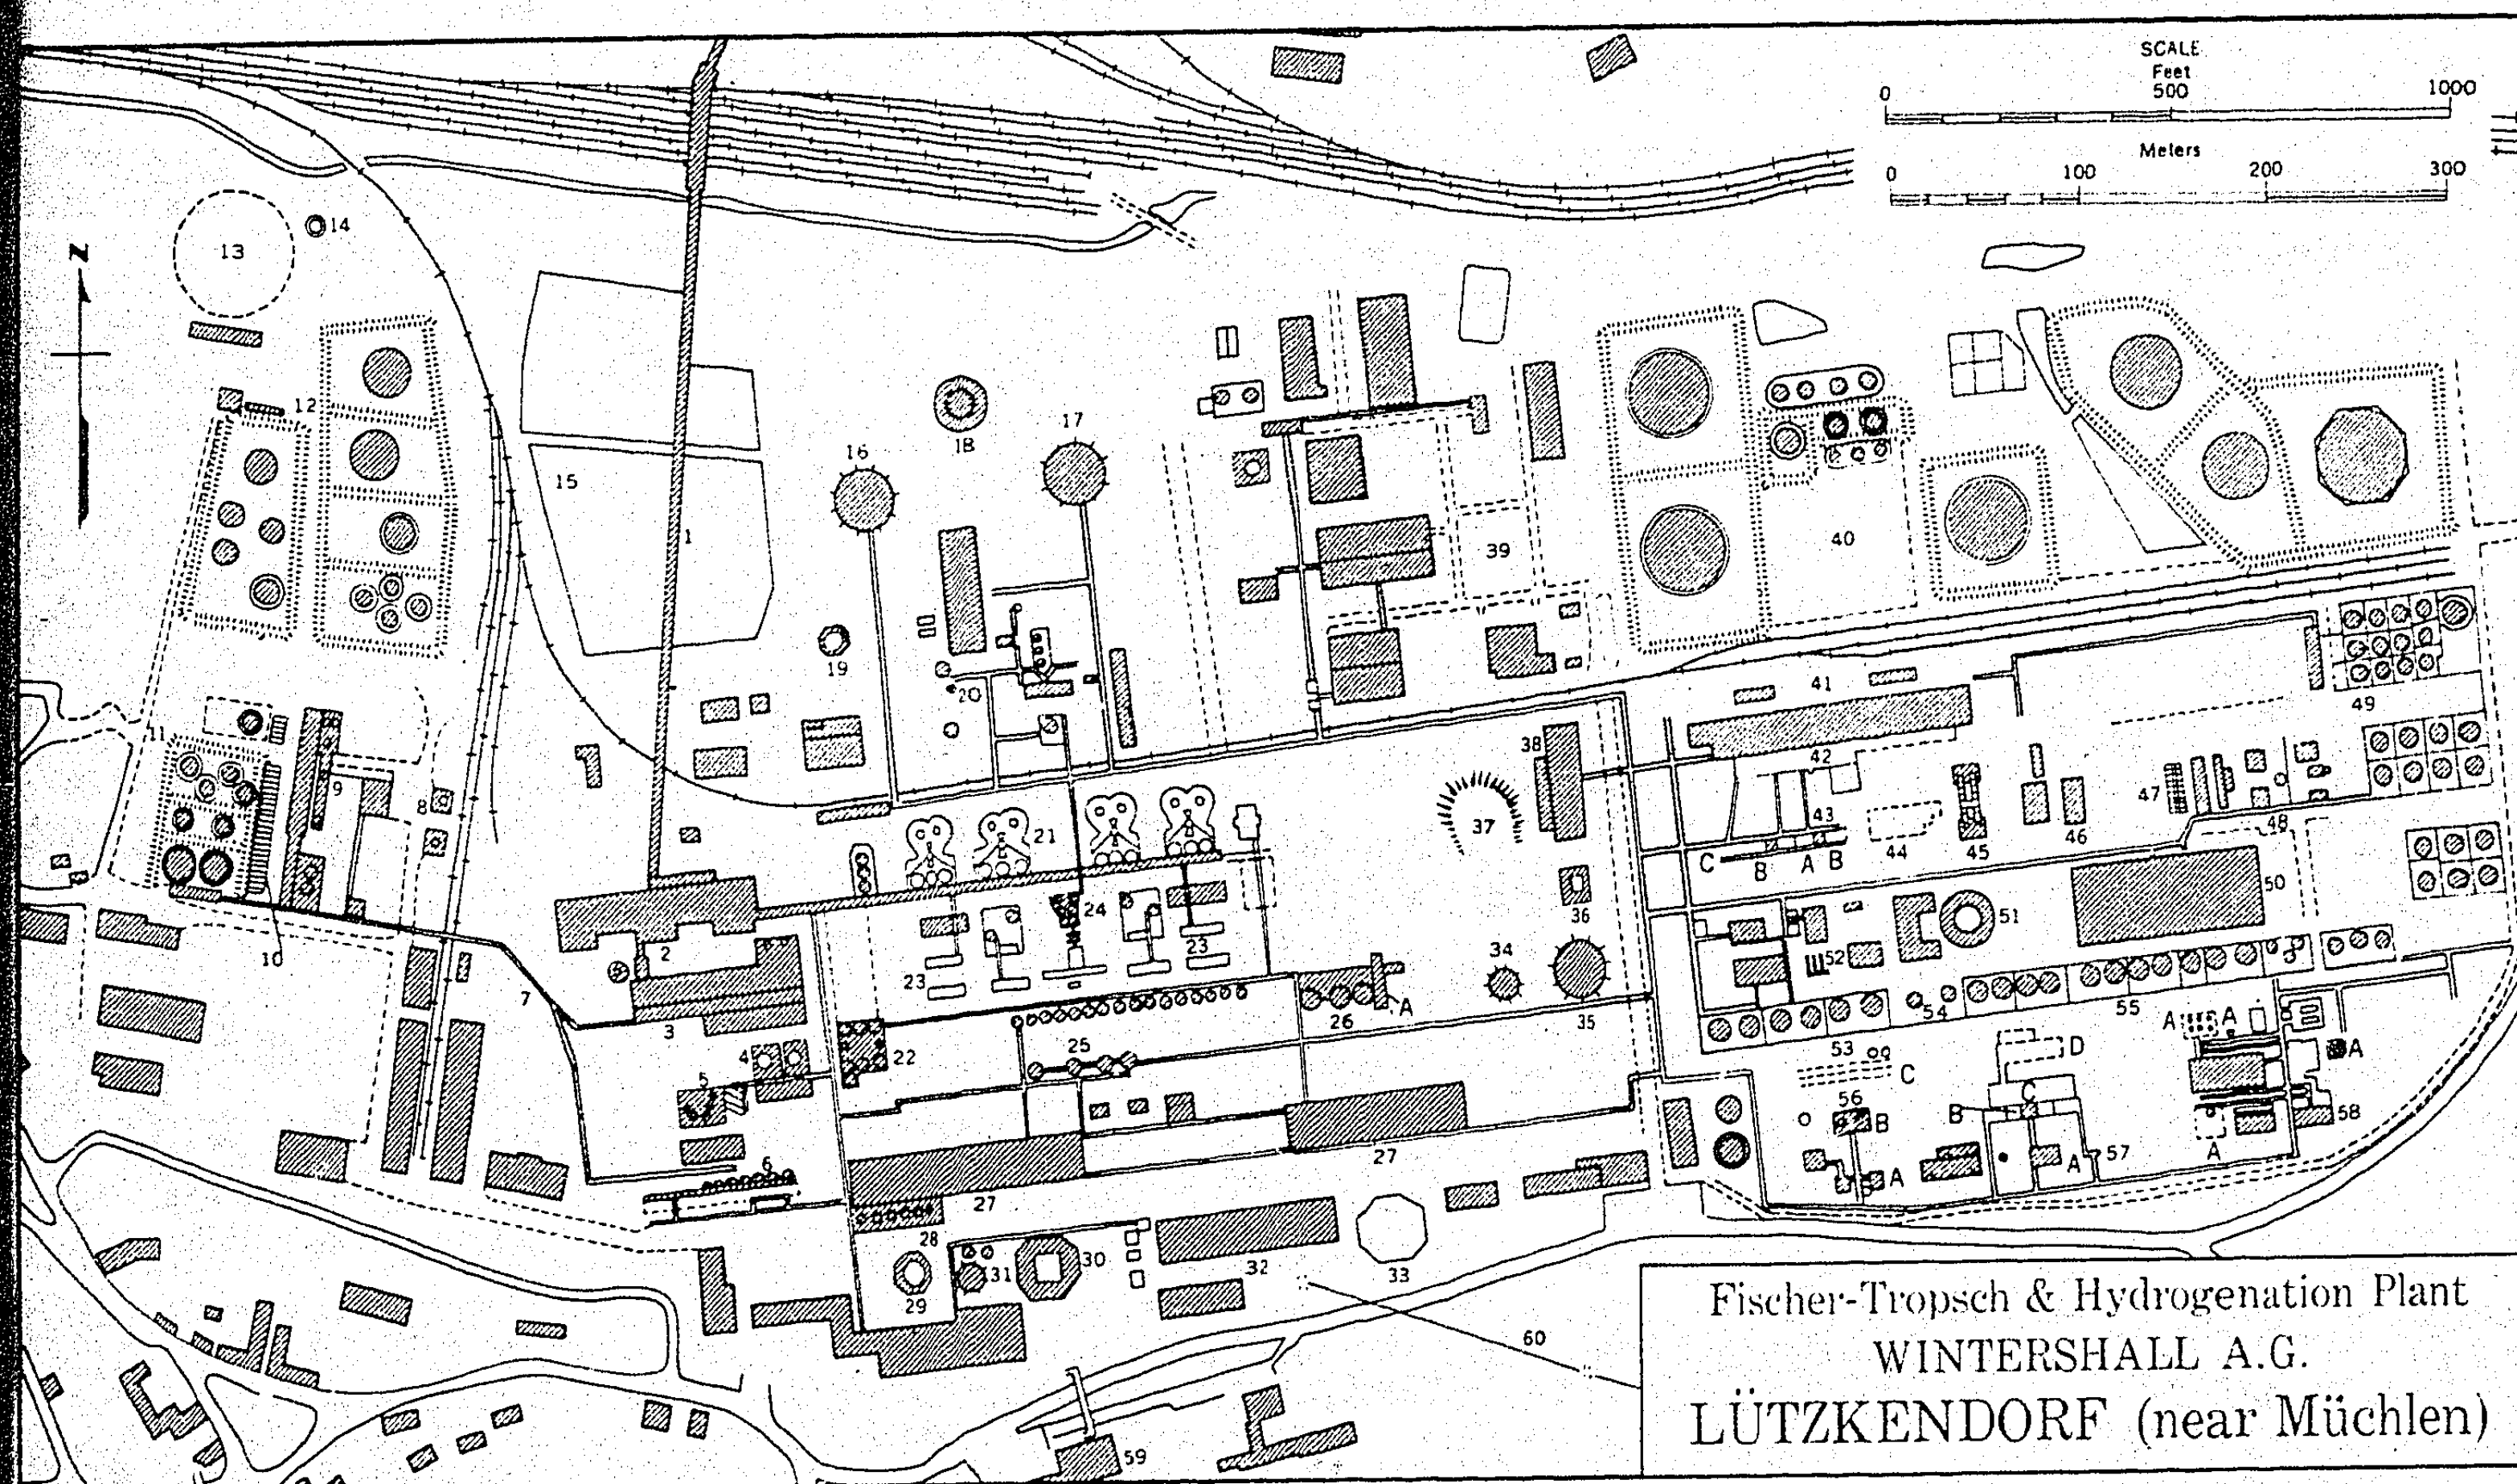 SCALE
Feet
0 500 1000
Meters
0 100 200 300
N
13
14
12
15
1
16
17
18
19
20
39
40
41
42
43
C B A B
44
45
46
47
48
49
50
51
52
53
54
55
11
9
8
10
7
2
3
4
5
6
21
22
23
24
23
25
26
A
27
27
28
29
30
31
32
33
34
35
36
37
38
56
C
B
A
D
C
B
A
57
A A
A
A
58
59
60
Fischer-Tropsch & Hydrogenation Plant
WINTERSHALL A.G.
LÜTZKENDORF (near Müchlen)